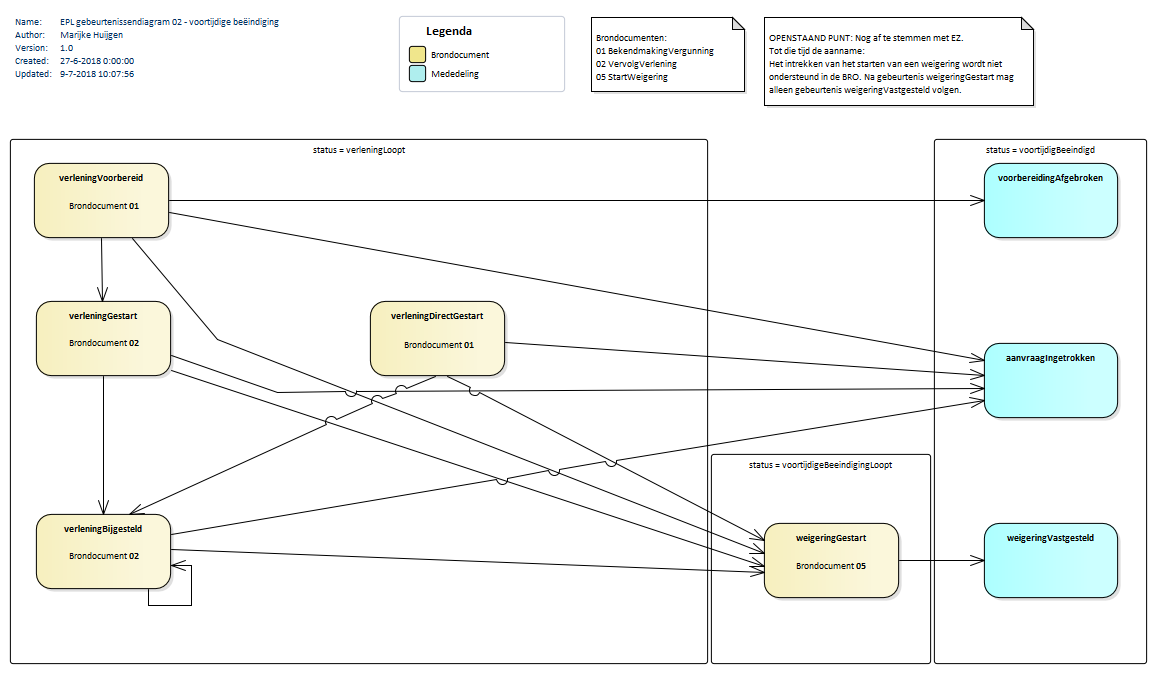 Name: EPL gebeurtenissendiagram 02 - voortijdige beëindiging
Author: Marijke Huijgen
Version: 1.0
Created: 27-6-2018 0:00:00
Updated: 9-7-2018 10:07:56
Legenda
Brondocument
Mededeling
Brondocumenten:
01 BekendmakingVergunning
02 VervolgVerlening
05 StartWeigering
OPENSTAAND PUNT: Nog af te stemmen met EZ.
Tot die tijd de aanname:
Het intrekken van het starten van een weigering wordt niet
ondersteund in de BRO. Na gebeurtenis weigeringGestart mag
alleen gebeurtenis weigeringVastgesteld volgen.
status = verleningLoopt
status = voortijdigBeeindigd
verleningVoorbereid
Brondocument 01
voorbereidingAfgebroken
verleningGestart
Brondocument 02
verleningDirectGestart
Brondocument 01
aanvraagIngetrokken
status = voortijdigeBeeindigingLoopt
verleningBijgesteld
Brondocument 02
weigeringGestart
Brondocument 05
weigeringVastgesteld